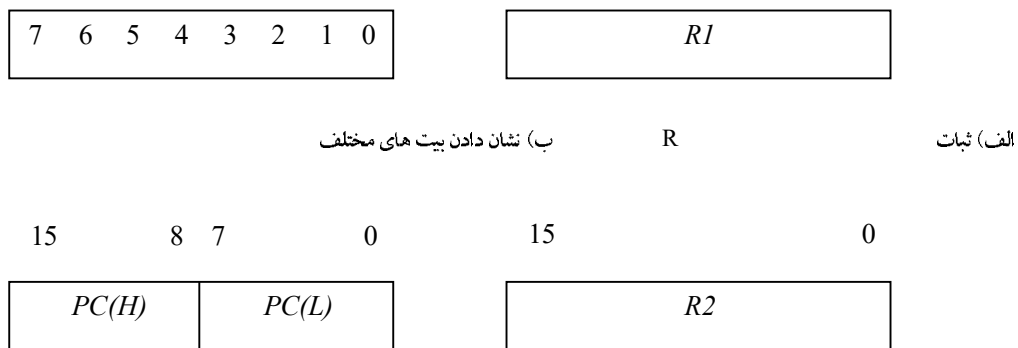 7 6 5 4 3 2 1 0 R1
الف) ثبات R ب) نشان دادن بیت های مختلف
15 8 7 0 15 0
PC(H) PC(L) R2